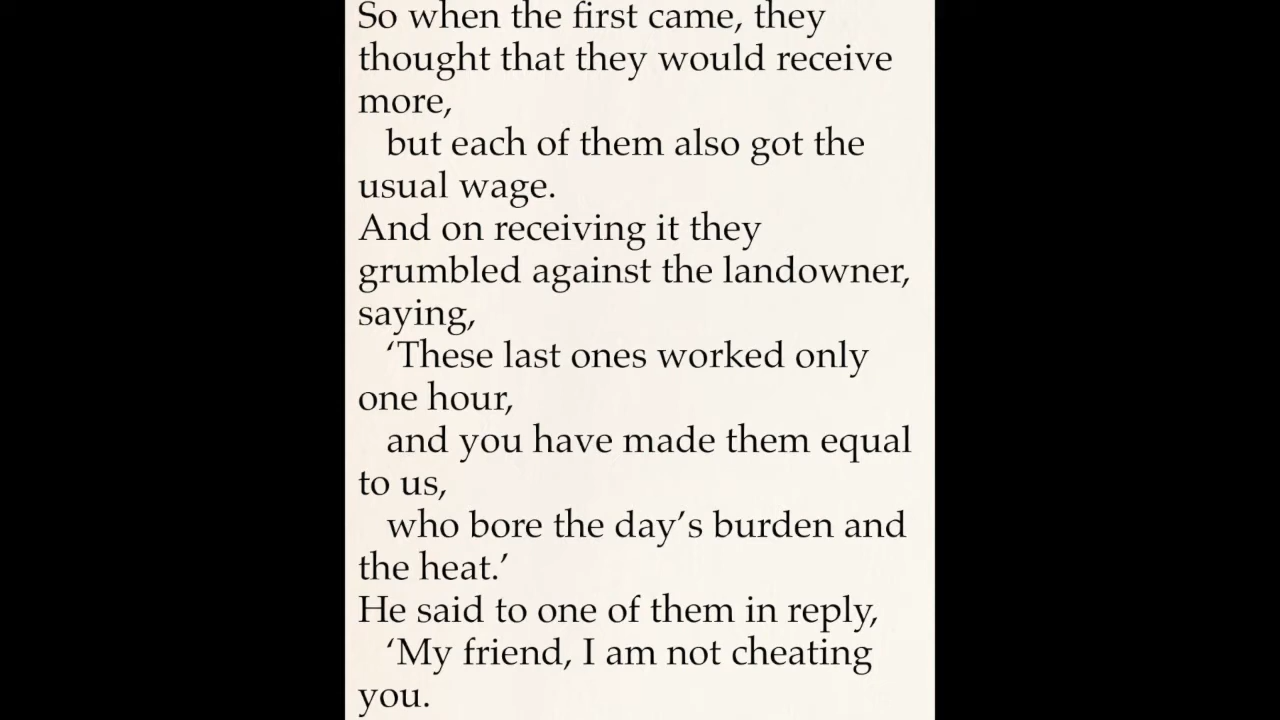 So when the first came, they
thought that they would receive
more,
but each of them also got the
usual wage.
And on receiving it they
grumbled against the landowner,
saying,
‘These last ones worked only
one hour,
and you have made them equal
to us,
who bore the day’s burden and
the heat.’
He said to one of them in reply,
‘My friend, I am not cheating
you.